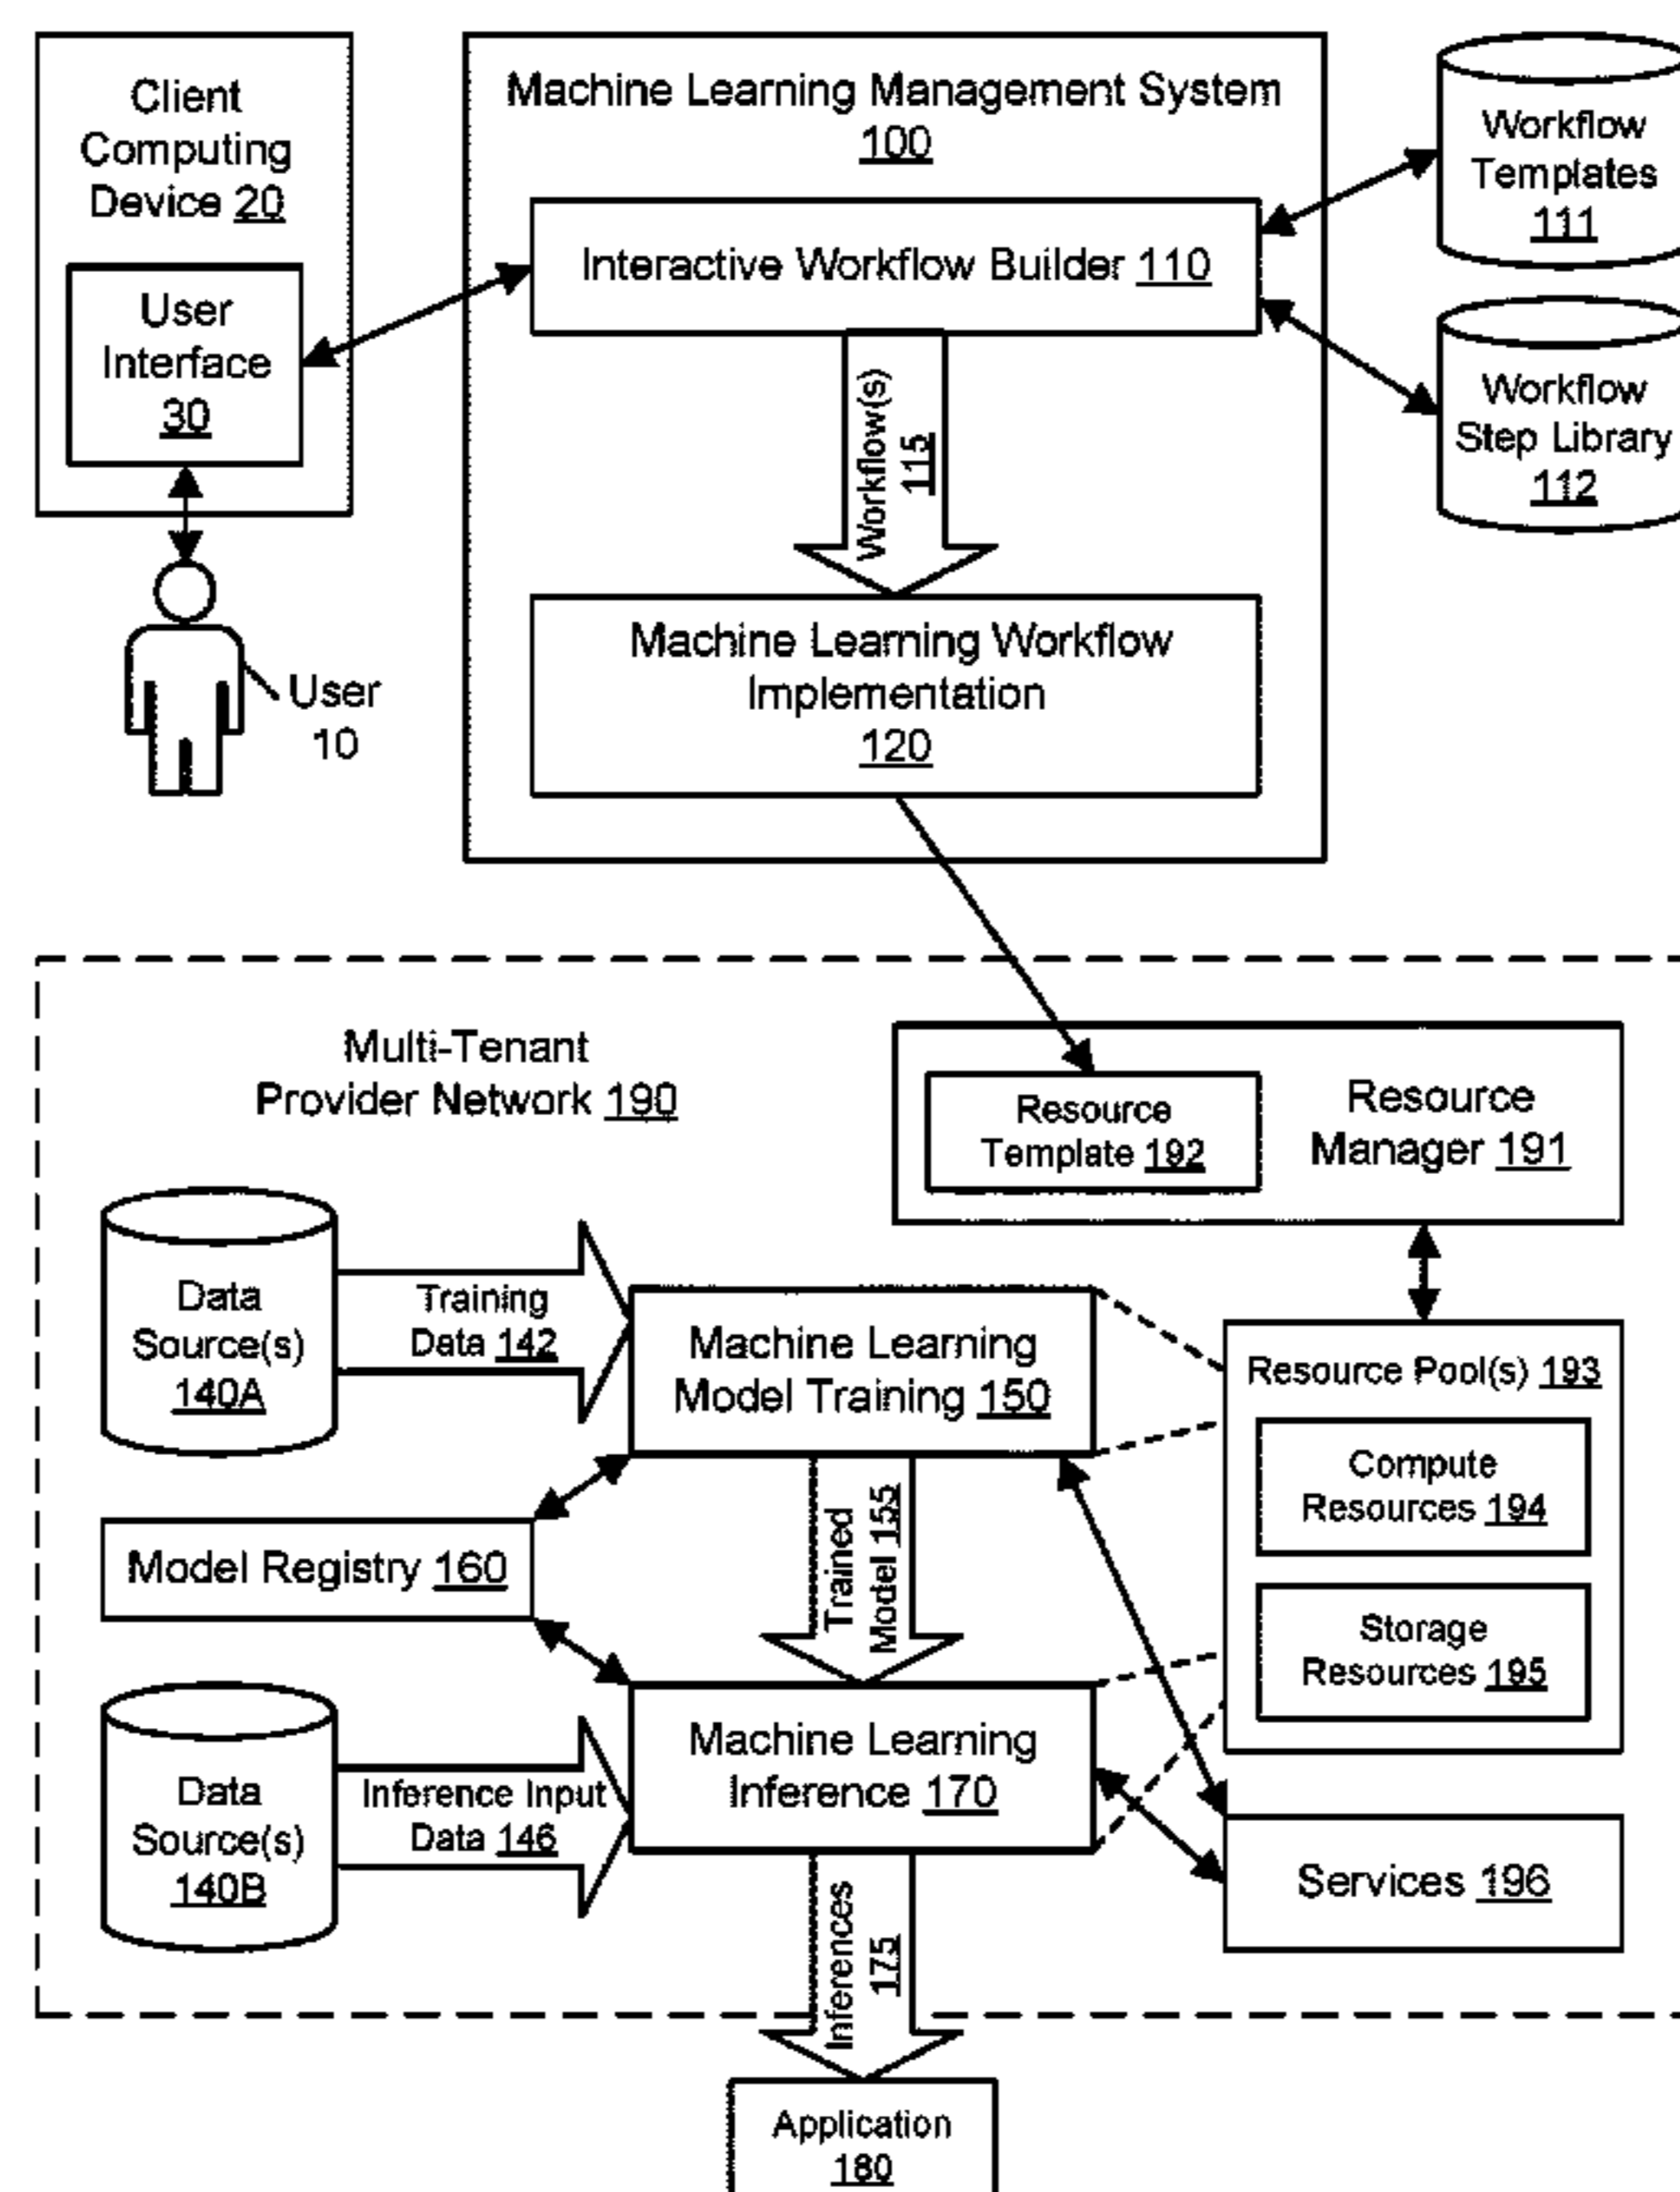 Client
Computing
Device 20
User
Interface
30
User
10
Machine Learning Management System
100
Interactive Workflow Builder 110
Workflow(s)
115
Machine Learning Workflow
Implementation
120
Workflow
Templates
111
Workflow
Step Library
112
Multi-Tenant
Provider Network 190
Resource
Template 192
Resource
Manager 191
Data
Source(s)
140A
Training
Data 142
Machine Learning
Model Training 150
Resource Pool(s) 193
Compute
Resources 194
Storage
Resources 195
Model Registry 160
Trained
Model 155
Data
Source(s)
140B
Inference Input
Data 146
Machine Learning
Inference 170
Services 196
Inferences
175
Application
180